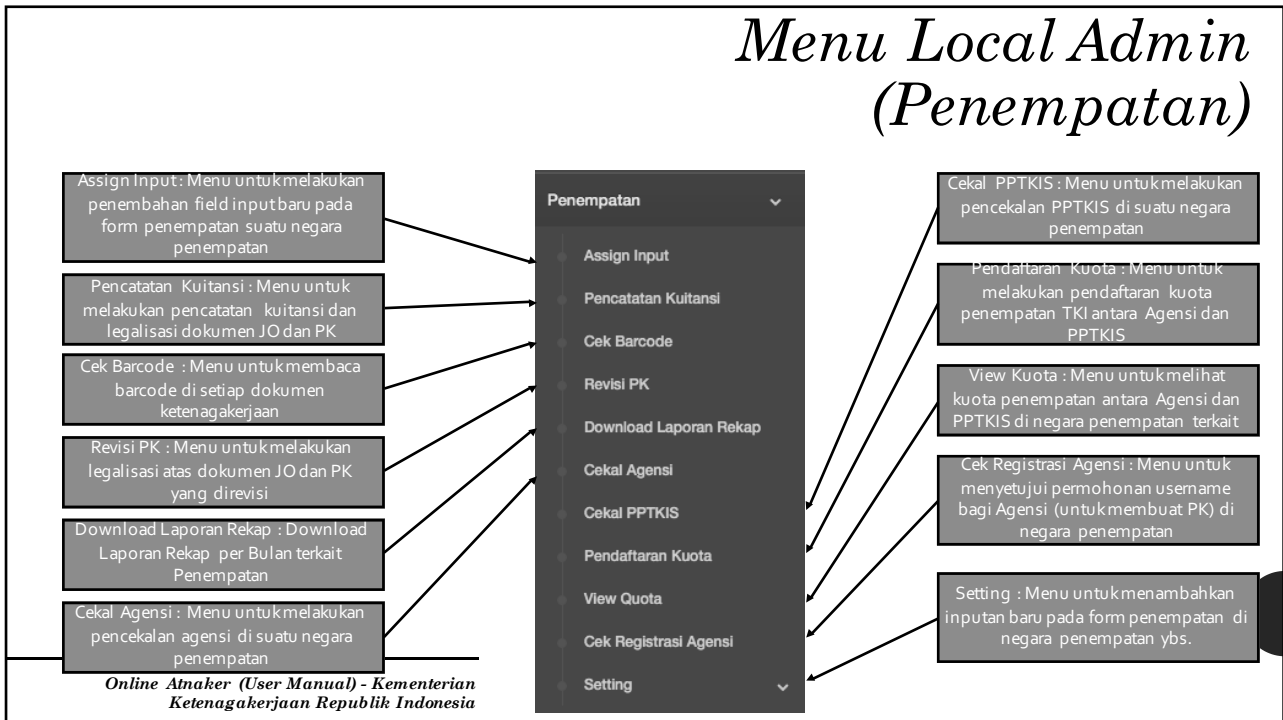 Menu Local Admin
(Penempatan)
Assign Input : Menu untuk melakukan
penembahan field input baru pada
form penempatan suatu negara
penempatan
Pencatatan Kuitansi : Menu untuk
melakukan pencatatan kuitansi dan
legalisasi dokumen JO dan PK
Cek Barcode : Menu untuk membaca
barcode di setiap dokumen
ketenagakerjaan
Revisi PK : Menu untuk melakukan
legalisasi atas dokumen JO dan PK
yang direvisi
Download Laporan Rekap : Download
Laporan Rekap per Bulan terkait
Penempatan
Cekal Agensi : Menu untuk melakukan
pencekalan agensi di suatu negara
penempatan
Penempatan
Assign Input
Pencatatan Kuitansi
Cek Barcode
Revisi PK
Download Laporan Rekap
Cekal Agensi
Cekal PPTKIS
Pendaftaran Kuota
View Quota
Cek Registrasi Agensi
Setting
Cekal PPTKIS : Menu untuk melakukan
pencekalan PPTKIS di suatu negara
penempatan
Pendaftaran Kuota : Menu untuk
melakukan pendaftaran kuota
penempatan TKI antara Agensi dan
PPTKIS
View Kuota : Menu untuk melihat
kuota penempatan antara Agensi dan
PPTKIS di negara penempatan terkait
Cek Registrasi Agensi : Menu untuk
menyetujui permohonan username
bagi Agensi (untuk membuat PK) di
negara penempatan
Setting : Menu untuk menambahkan
inputan baru pada form penempatan di
negara penempatan ybs.
Online Atnaker (User Manual) - Kementerian
Ketenagakerjaan Republik Indonesia